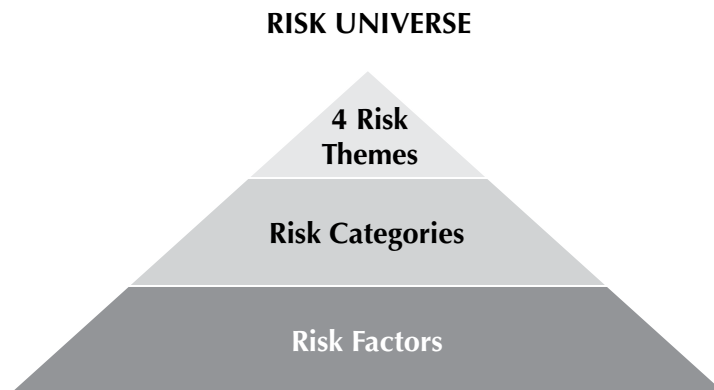 RISK UNIVERSE
4 Risk
Themes
Risk Categories
Risk Factors